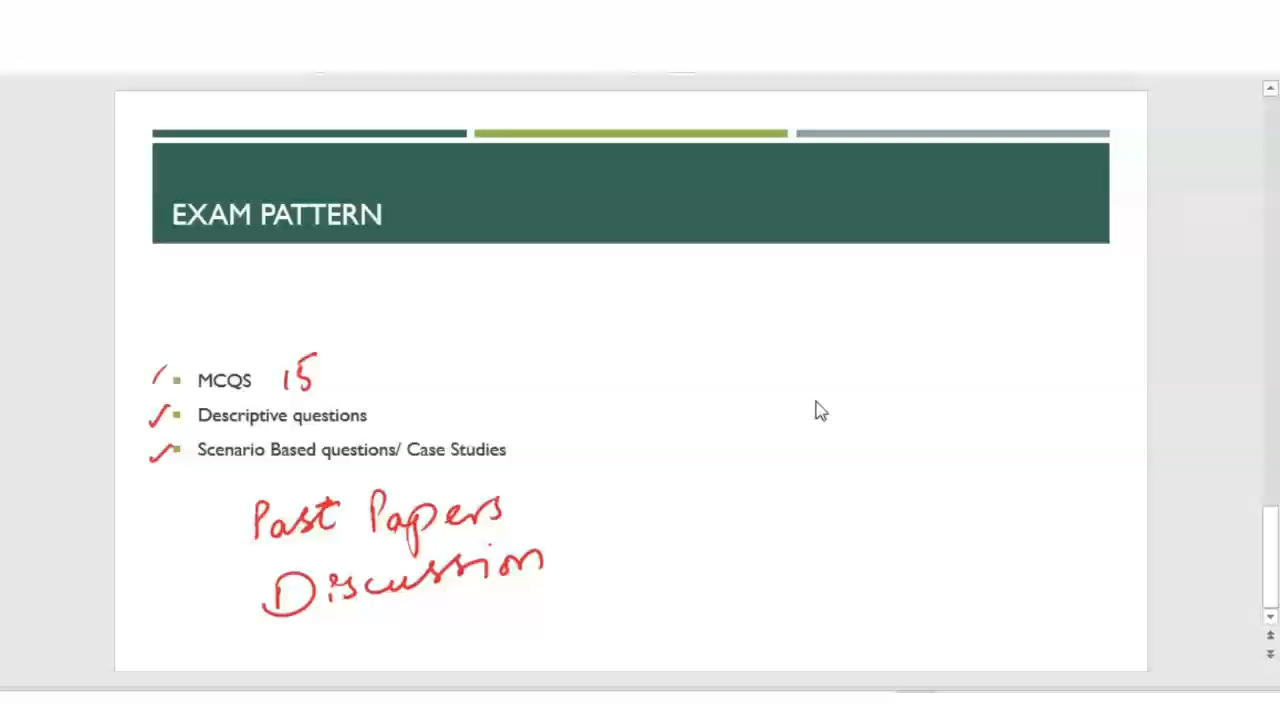 EXAM PATTERN
MCQS 15
Descriptive questions
Scenario Based questions/ Case Studies
Past Papers
Discussion